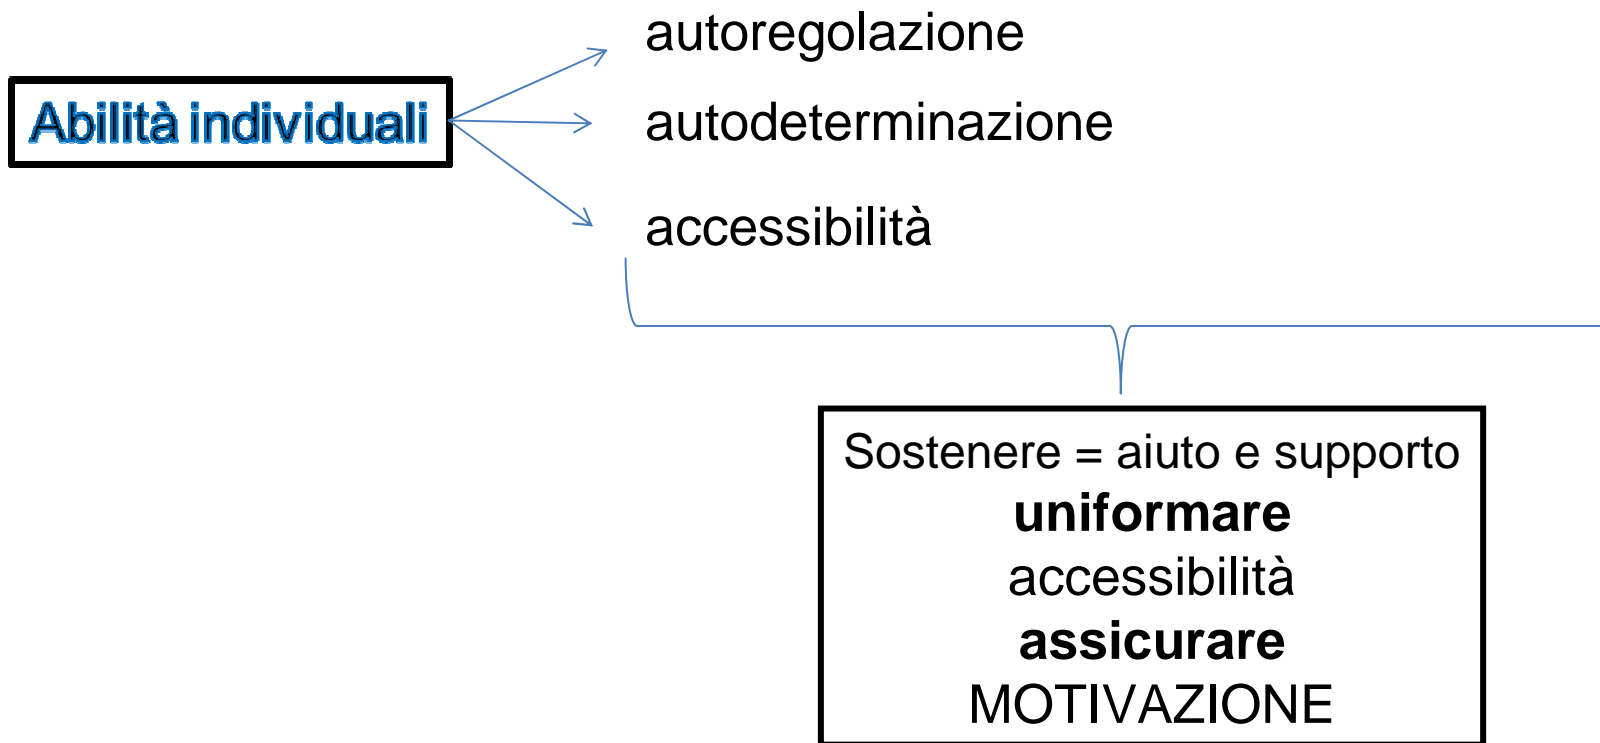 autoregolazione
Abilità individuali
autodeterminazione
accessibilità
Sostenere = aiuto e supporto
uniformare
accessibilità
assicurare
MOTIVAZIONE